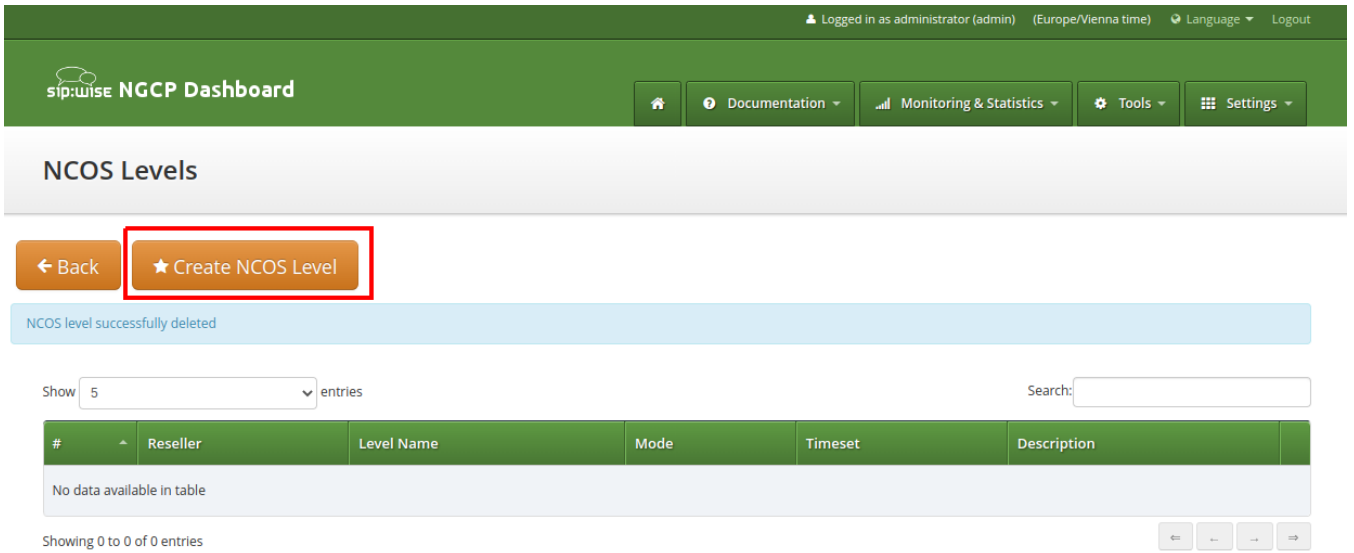 Logged in as administrator (admin) (Europe/Vienna time) Language Logout
sip:wise NGCP Dashboard
Documentation Monitoring & Statistics Tools Settings
NCOS Levels
Back Create NCOS Level
NCOS level successfully deleted
Show 5 entries Search:
# Reseller Level Name Mode Timeset Description
No data available in table
Showing 0 to 0 of 0 entries ⇐ ← → ⇒